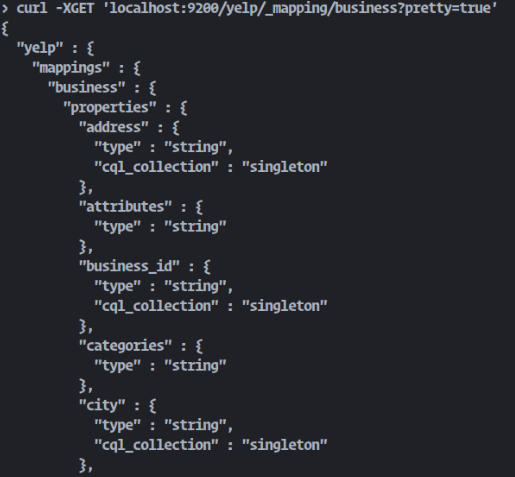 › curl -XGET 'localhost:9200/yelp/_mapping/business?pretty=true'
{
  "yelp" : {
    "mappings" : {
      "business" : {
        "properties" : {
          "address" : {
            "type" : "string",
            "cql_collection" : "singleton"
          },
          "attributes" : {
            "type" : "string"
          },
          "business_id" : {
            "type" : "string",
            "cql_collection" : "singleton"
          },
          "categories" : {
            "type" : "string"
          },
          "city" : {
            "type" : "string",
            "cql_collection" : "singleton"
          },